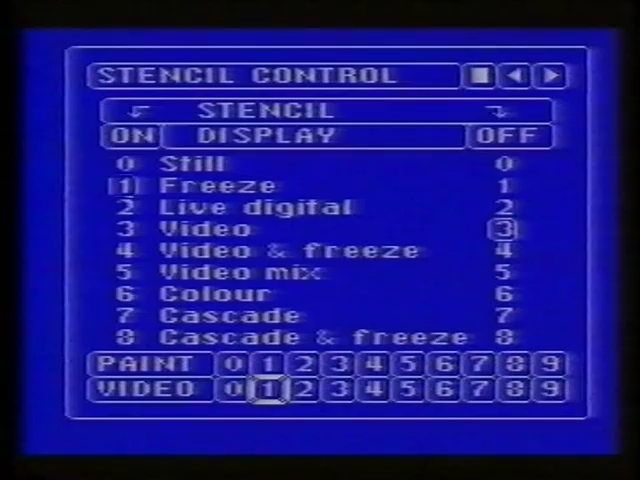 STENCIL CONTROL
STENCIL
ON DISPLAY OFF
0 Still 0
1 Freeze 1
2 Live digital 2
3 Video 3
4 Video & freeze 4
5 Video mix 5
6 Colour 6
7 Cascade 7
8 Cascade & freeze 8
PAINT 0 1 2 3 4 5 6 7 8 9
VIDEO 0 1 2 3 4 5 6 7 8 9